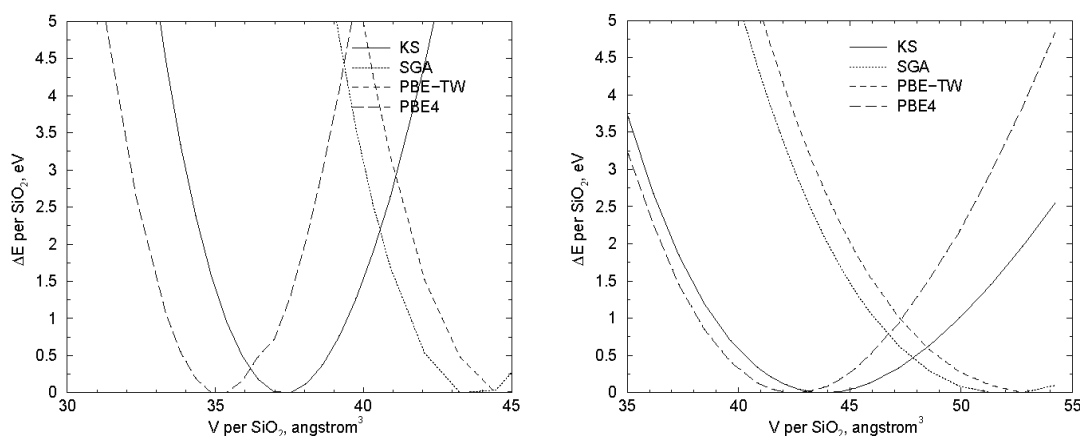 5
4.5
4
3.5
3
2.5
2
1.5
1
0.5
0
ΔE per SiO₂, eV
KS
SGA
PBE−TW
PBE4
30
35
40
45
V per SiO₂, angstrom³
5
4.5
4
3.5
3
2.5
2
1.5
1
0.5
0
ΔE per SiO₂, eV
KS
SGA
PBE−TW
PBE4
35
40
45
50
55
V per SiO₂, angstrom³